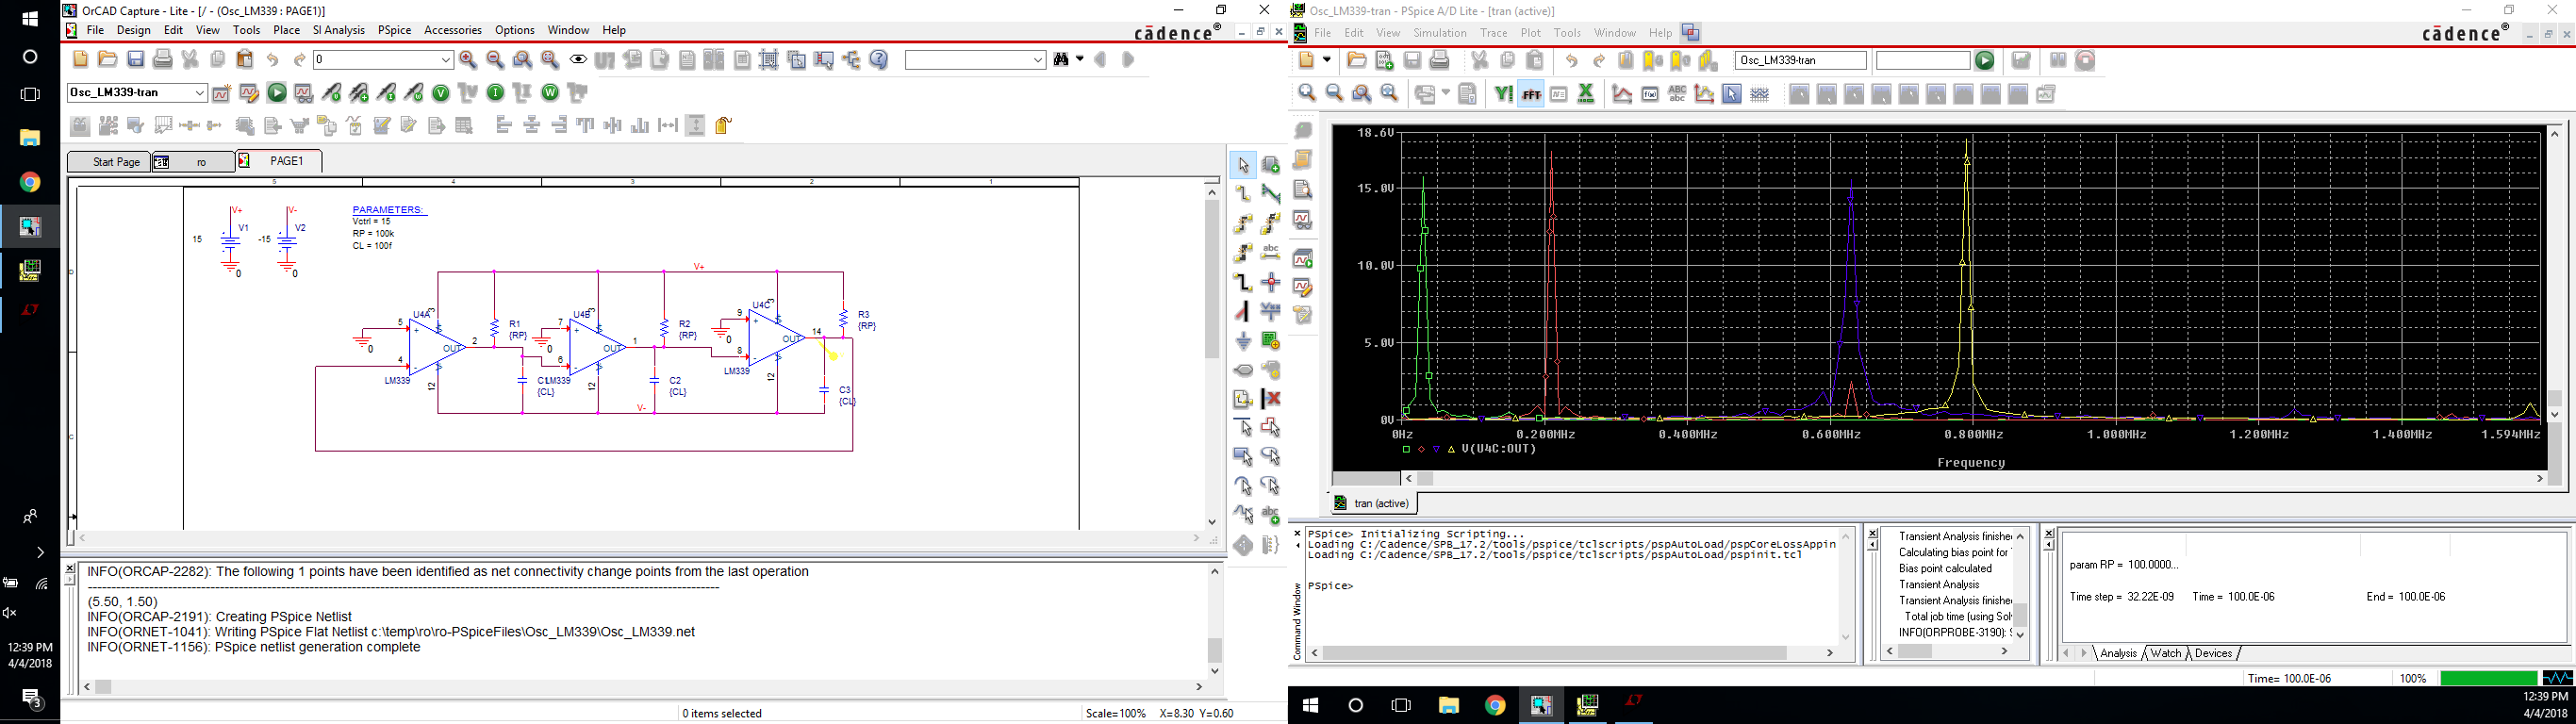 OrCAD Capture - Lite - [/ - (Osc_LM339 : PAGE1)]
File Design Edit View Tools Place SI Analysis PSpice Accessories Options Window Help
cādence®
0
Osc_LM339-tran
Start Page
ro
PAGE1
5 4 3 2 1
V+
V1
15
0
V-
V2
-15
0
PARAMETERS:
Vctrl = 15
RP = 100k
CL = 100f
D
C
V+
V-
U4A
3
5
+
0
4
-
OUT
2
12
LM339
R1
{RP}
C1
{CL}
U4B
3
7
+
0
6
-
OUT
1
12
LM339
R2
{RP}
C2
{CL}
U4C
3
9
+
0
8
-
OUT
14
12
LM339
R3
{RP}
C3
{CL}
INFO(ORCAP-2282): The following 1 points have been identified as net connectivity change points from the last operation
(5.50, 1.50)
INFO(ORCAP-2191): Creating PSpice Netlist
INFO(ORNET-1041): Writing PSpice Flat Netlist c:\temp\ro\ro-PSpiceFiles\Osc_LM339\Osc_LM339.net
INFO(ORNET-1156): PSpice netlist generation complete
0 items selected
Scale=100% X=8.30 Y=0.60
12:39 PM
4/4/2018
3
Osc_LM339-tran - PSpice A/D Lite - [tran (active)]
File Edit View Simulation Trace Plot Tools Window Help
cādence®
Osc_LM339-tran
FFT
ABC
abc
18.6V
15.0V
10.0V
5.0V
0V
0Hz 0.200MHz 0.400MHz 0.600MHz 0.800MHz 1.000MHz 1.200MHz 1.400MHz 1.594MHz
V(U4C:OUT)
Frequency
tran (active)
Command Window
PSpice> Initializing Scripting...
Loading C:/Cadence/SPB_17.2/tools/pspice/tclscripts/pspAutoLoad/pspCoreLossAppin
Loading C:/Cadence/SPB_17.2/tools/pspice/tclscripts/pspAutoLoad/pspinit.tcl
PSpice>
Transient Analysis finishe
Calculating bias point for
Bias point calculated
Transient Analysis
Transient Analysis finishe
Total job time (using Sol
INFO(ORPROBE-3190): S
param RP = 100.0000...
Time step = 32.22E-09 Time = 100.0E-06 End = 100.0E-06
Analysis Watch Devices
Time= 100.0E-06 100%
12:39 PM
4/4/2018